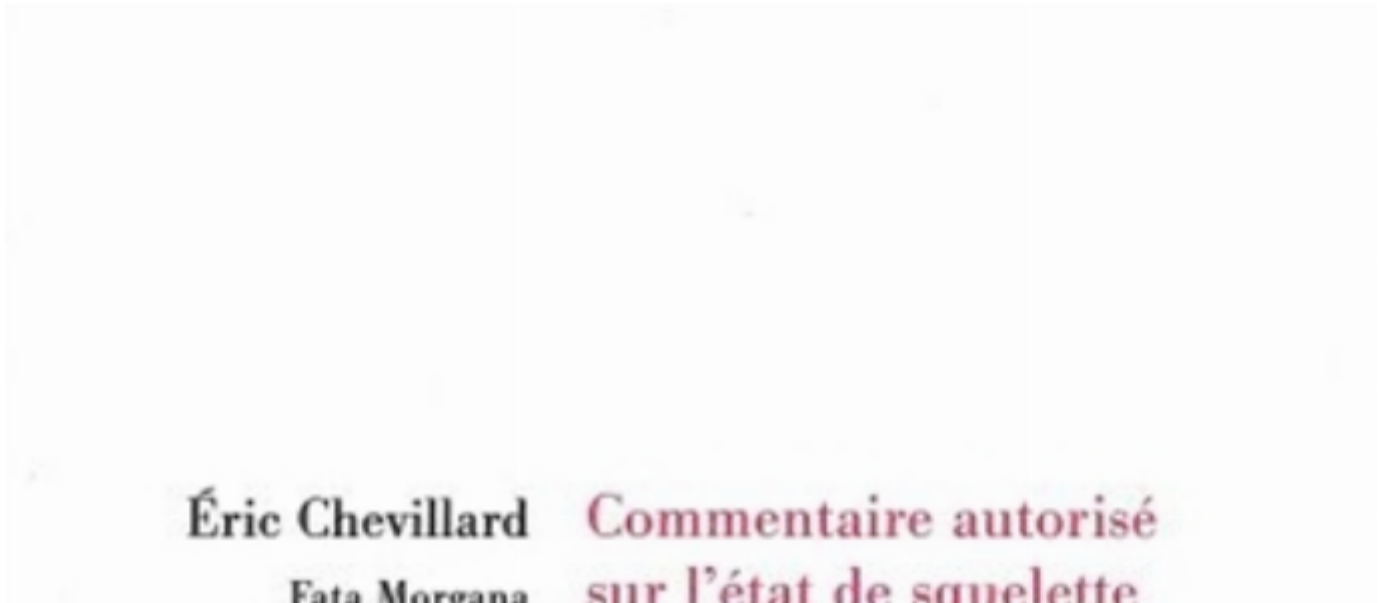 Éric Chevillard
Fata Morgana
Commentaire autorisé
sur l'état de squelette